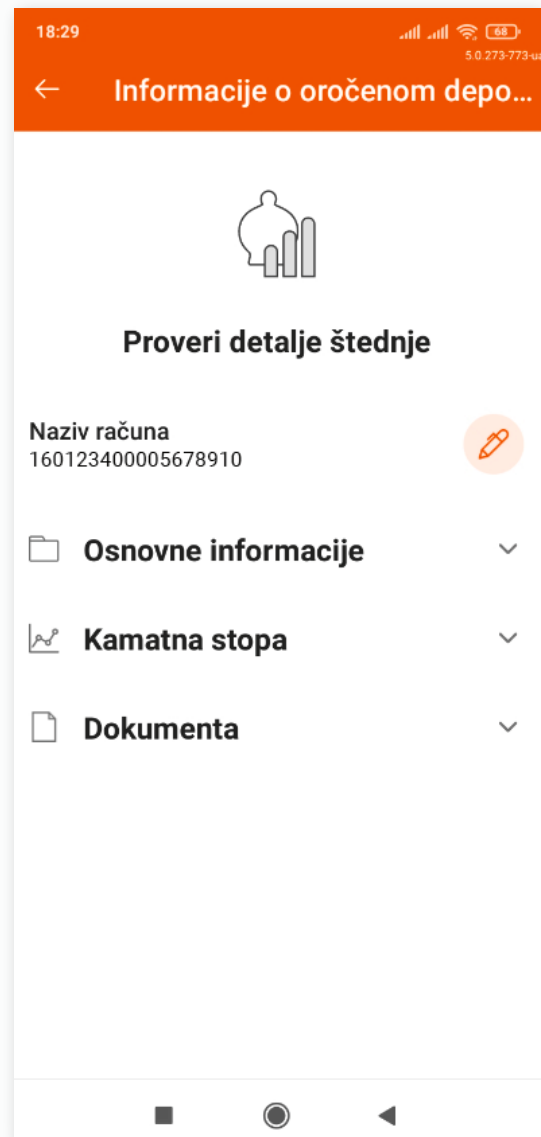 18:29
68
5.0.273-773-ua
Informacije o oročenom depo...
Proveri detalje štednje
Naziv računa
160123400005678910
Osnovne informacije
Kamatna stopa
Dokumenta